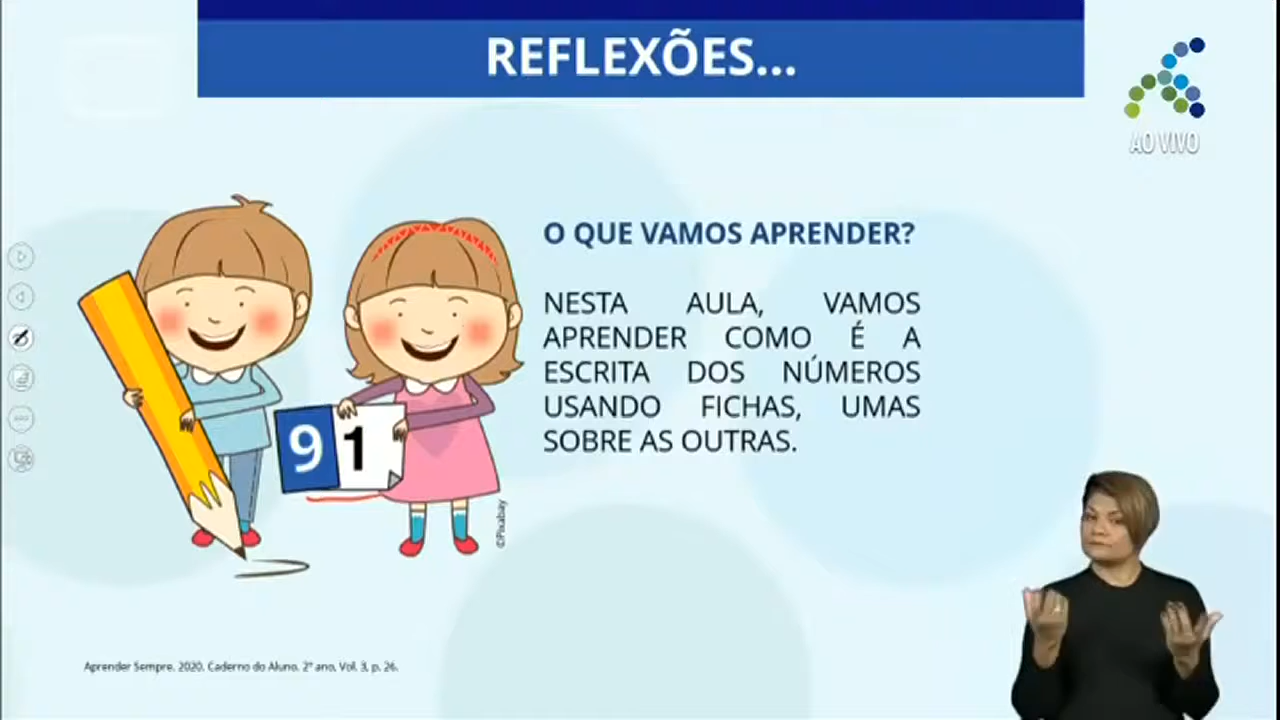 REFLEXÕES...
AO VIVO
O QUE VAMOS APRENDER?
NESTA AULA, VAMOS
APRENDER COMO É A
ESCRITA DOS NÚMEROS
USANDO FICHAS, UMAS
SOBRE AS OUTRAS.
91
©Pixabay
Aprender Sempre. 2020. Caderno do Aluno. 2º ano, Vol. 3, p. 26.